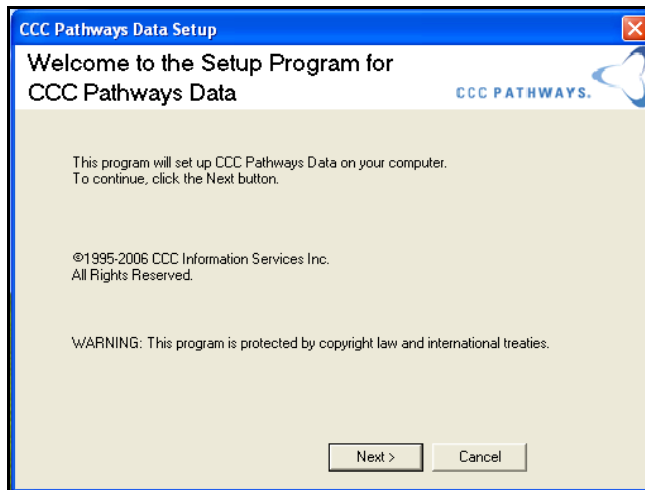 CCC Pathways Data Setup
Welcome to the Setup Program for
CCC Pathways Data
CCC PATHWAYS.
This program will set up CCC Pathways Data on your computer.
To continue, click the Next button.
©1995-2006 CCC Information Services Inc.
All Rights Reserved.
WARNING: This program is protected by copyright law and international treaties.
Next >
Cancel